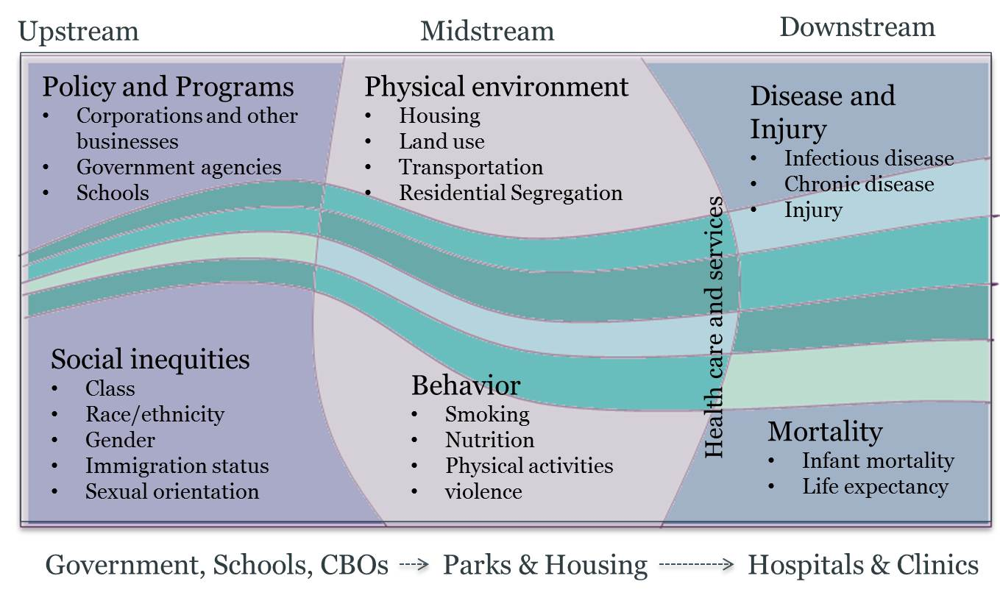 Upstream
Midstream
Downstream
Policy and Programs
• Corporations and other
businesses
• Government agencies
• Schools
Social inequities
• Class
• Race/ethnicity
• Gender
• Immigration status
• Sexual orientation
Physical environment
• Housing
• Land use
• Transportation
• Residential Segregation
Behavior
• Smoking
• Nutrition
• Physical activities
• violence
Health care and services
Disease and
Injury
• Infectious disease
• Chronic disease
• Injury
Mortality
• Infant mortality
• Life expectancy
Government, Schools, CBOs
Parks & Housing
Hospitals & Clinics